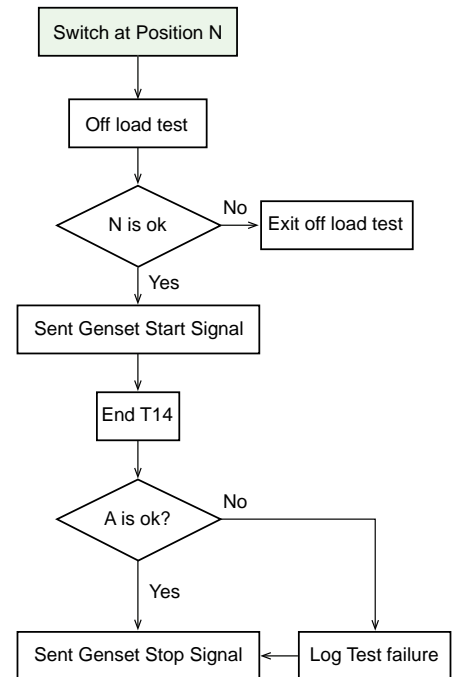 Switch at Position N
Off load test
N is ok
No
Exit off load test
Yes
Sent Genset Start Signal
End T14
A is ok?
No
Yes
Sent Genset Stop Signal
Log Test failure